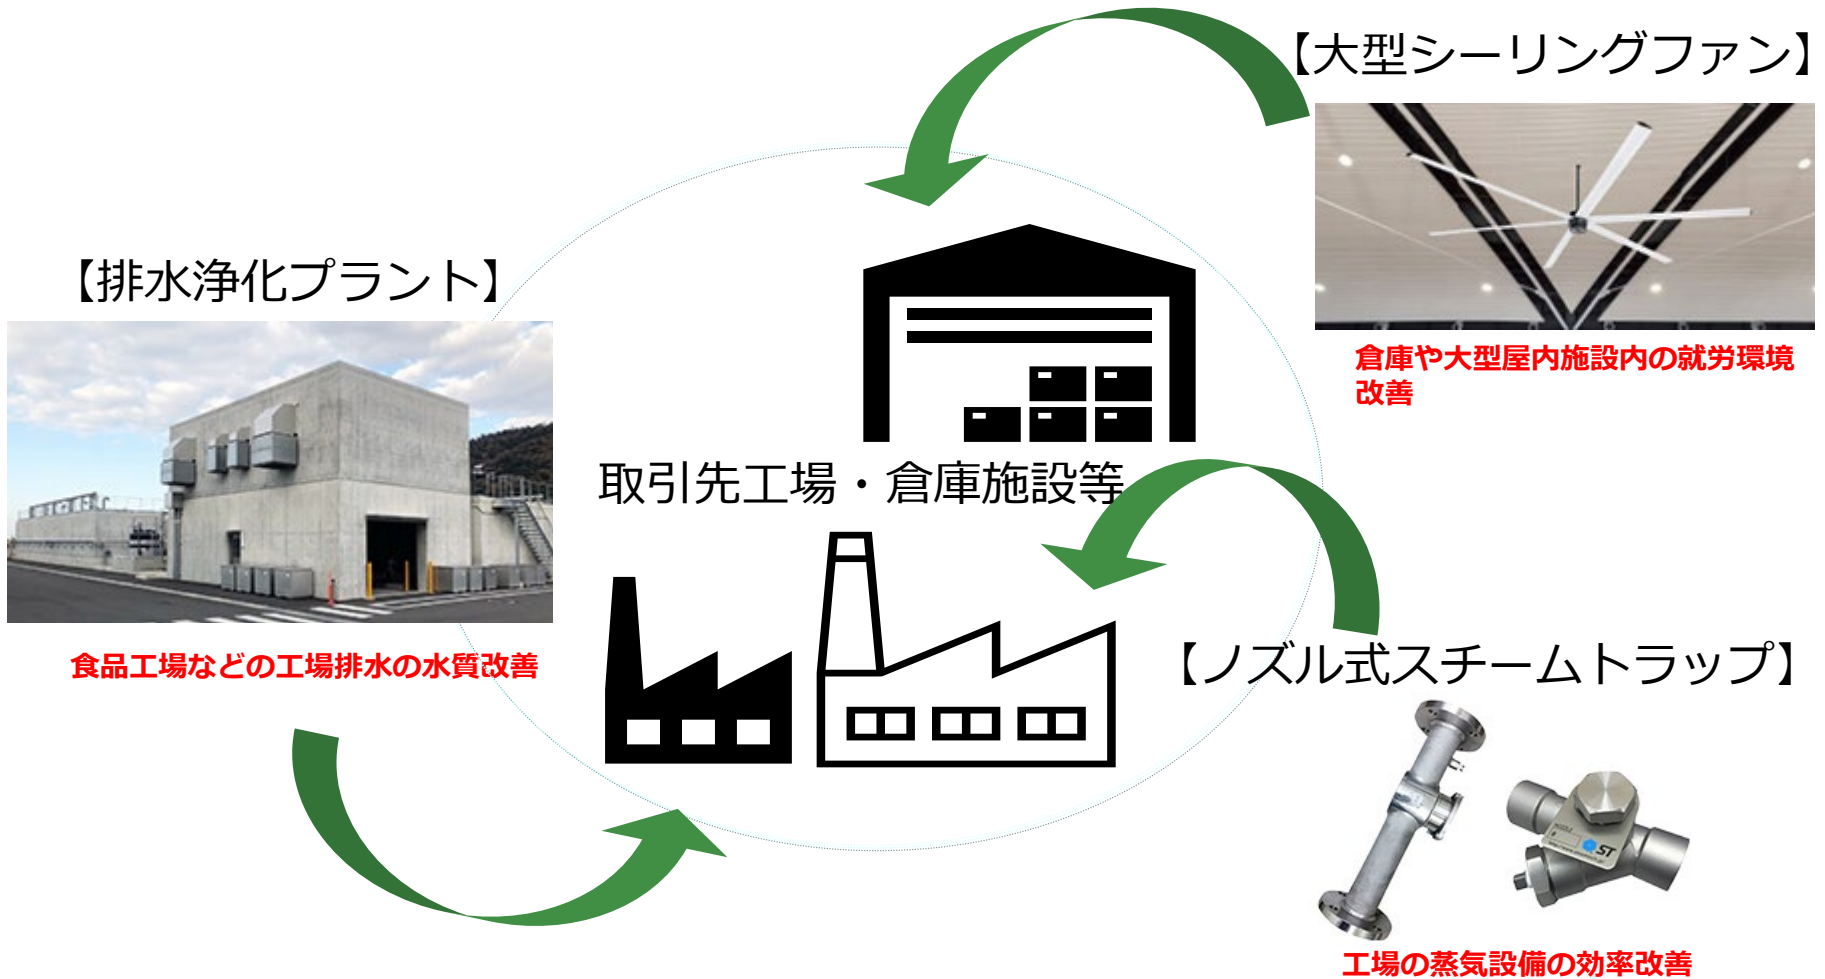 【大型シーリングファン】
倉庫や大型屋内施設内の就労環境
改善
【排水浄化プラント】
食品工場などの工場排水の水質改善
取引先工場・倉庫施設等
【ノズル式スチームトラップ】
ST
工場の蒸気設備の効率改善